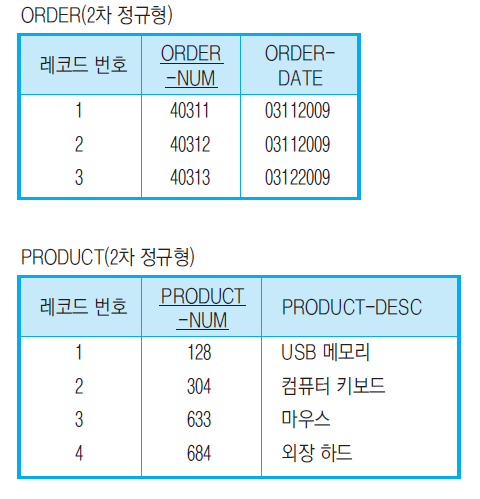 ORDER(2차 정규형)
레코드 번호 ORDER-NUM ORDER-DATE
1 40311 03112009
2 40312 03112009
3 40313 03122009
PRODUCT(2차 정규형)
레코드 번호 PRODUCT-NUM PRODUCT-DESC
1 128 USB 메모리
2 304 컴퓨터 키보드
3 633 마우스
4 684 외장 하드